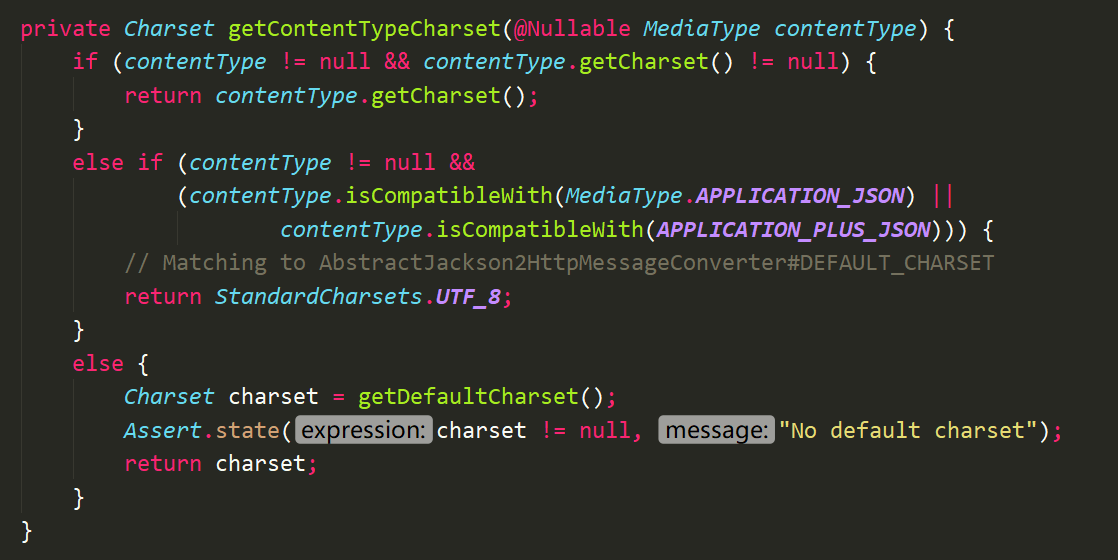 private Charset getContentTypeCharset(@Nullable MediaType contentType) {
    if (contentType != null && contentType.getCharset() != null) {
        return contentType.getCharset();
    }
    else if (contentType != null &&
            (contentType.isCompatibleWith(MediaType.APPLICATION_JSON) ||
                    contentType.isCompatibleWith(APPLICATION_PLUS_JSON))) {
        // Matching to AbstractJackson2HttpMessageConverter#DEFAULT_CHARSET
        return StandardCharsets.UTF_8;
    }
    else {
        Charset charset = getDefaultCharset();
        Assert.state( expression: charset != null, message: "No default charset");
        return charset;
    }
}